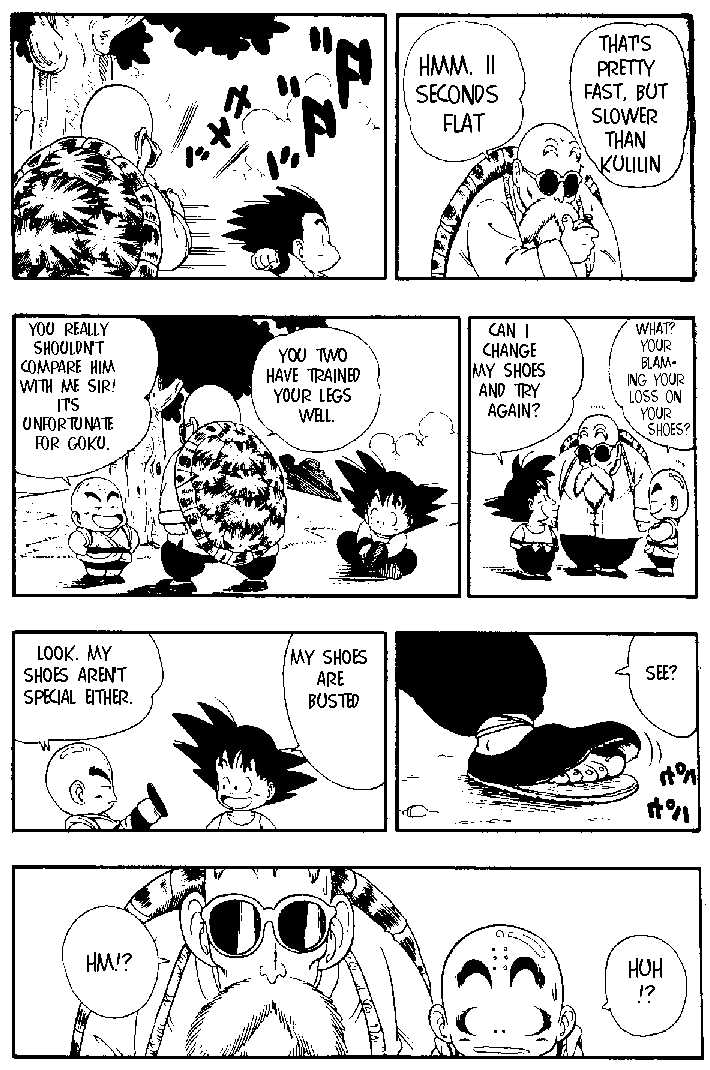 HMM. 11
SECONDS
FLAT
THAT'S
PRETTY
FAST, BUT
SLOWER
THAN
KULILIN
YOU REALLY
SHOULDN'T
COMPARE HIM
WITH ME SIR!
IT'S
UNFORTUNATE
FOR GOKU.
YOU TWO
HAVE TRAINED
YOUR LEGS
WELL.
CAN I
CHANGE
MY SHOES
AND TRY
AGAIN?
WHAT?
YOUR
BLAM-
ING YOUR
LOSS ON
YOUR
SHOES?
LOOK. MY
SHOES AREN'T
SPECIAL EITHER.
MY SHOES
ARE
BUSTED
SEE?
HM!?
HUH
!?